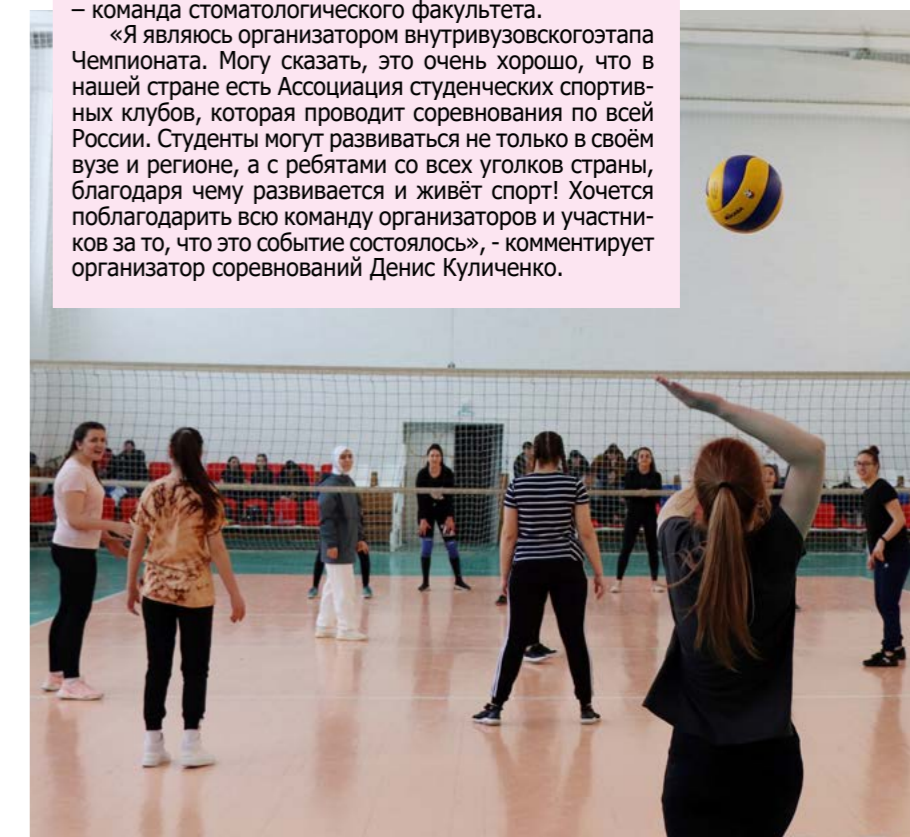 – команда стоматологического факультета.
«Я являюсь организатором внутривузовскогоэтапа
Чемпионата. Могу сказать, это очень хорошо, что в
нашей стране есть Ассоциация студенческих спортив-
ных клубов, которая проводит соревнования по всей
России. Студенты могут развиваться не только в своём
вузе и регионе, а с ребятами со всех уголков страны,
благодаря чему развивается и живёт спорт! Хочется
поблагодарить всю команду организаторов и участни-
ков за то, что это событие состоялось», - комментирует
организатор соревнований Денис Куличенко.